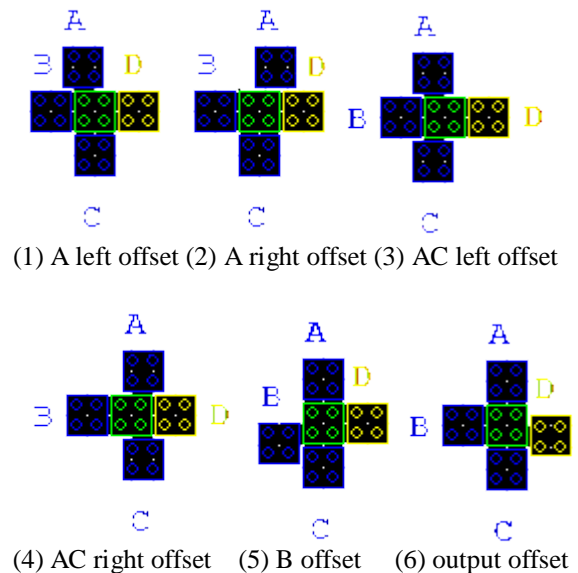 A A
B D B D A
B D
C C C
(1) A left offset (2) A right offset (3) AC left offset
A A A
B D B D B D
C C C
(4) AC right offset (5) B offset (6) output offset